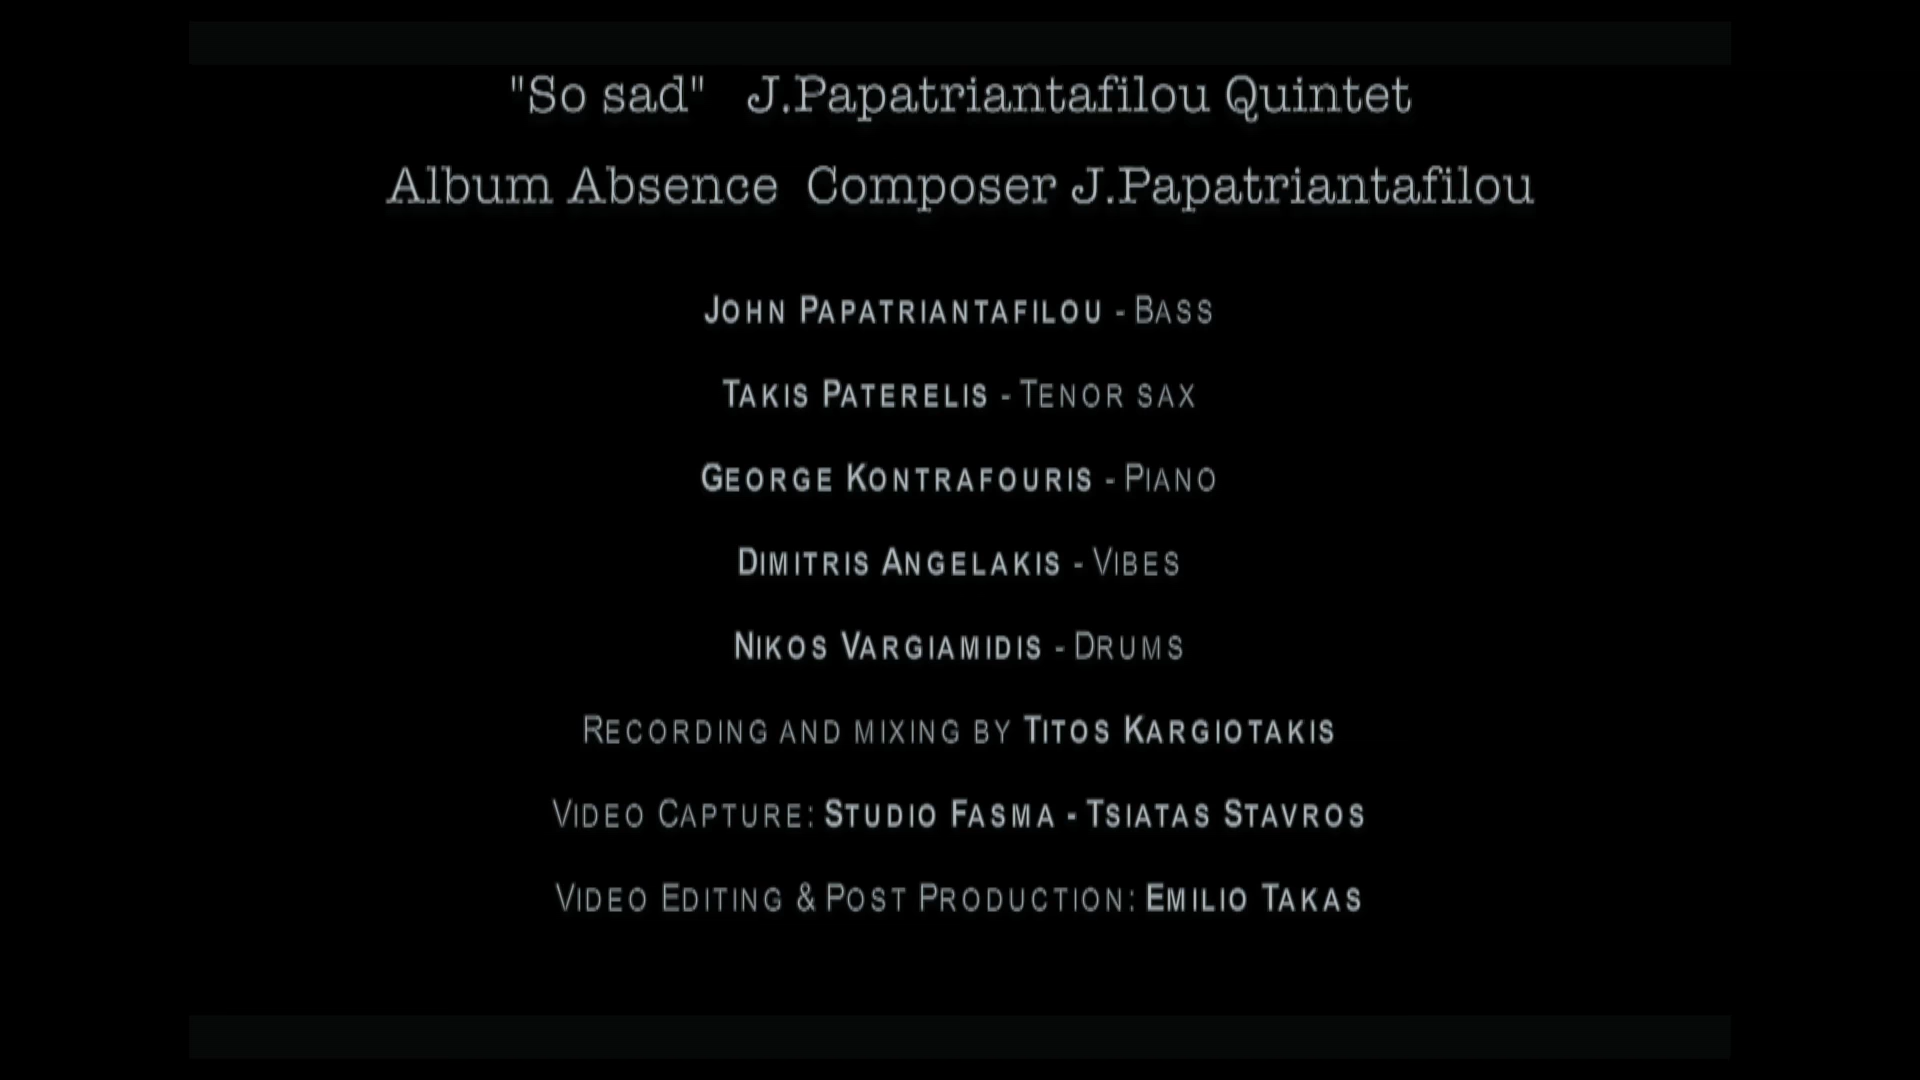 "So sad" J.Papatriantafilou Quintet
Album Absence Composer J.Papatriantafilou
JOHN PAPATRIANTAFILOU - BASS
TAKIS PATERELIS - TENOR SAX
GEORGE KONTRAFOURIS - PIANO
DIMITRIS ANGELAKIS - VIBES
NIKOS VARGIAMIDIS - DRUMS
RECORDING AND MIXING BY TITOS KARGIOTAKIS
VIDEO CAPTURE: STUDIO FASMA - TSIATAS STAVROS
VIDEO EDITING & POST PRODUCTION: EMILIO TAKAS